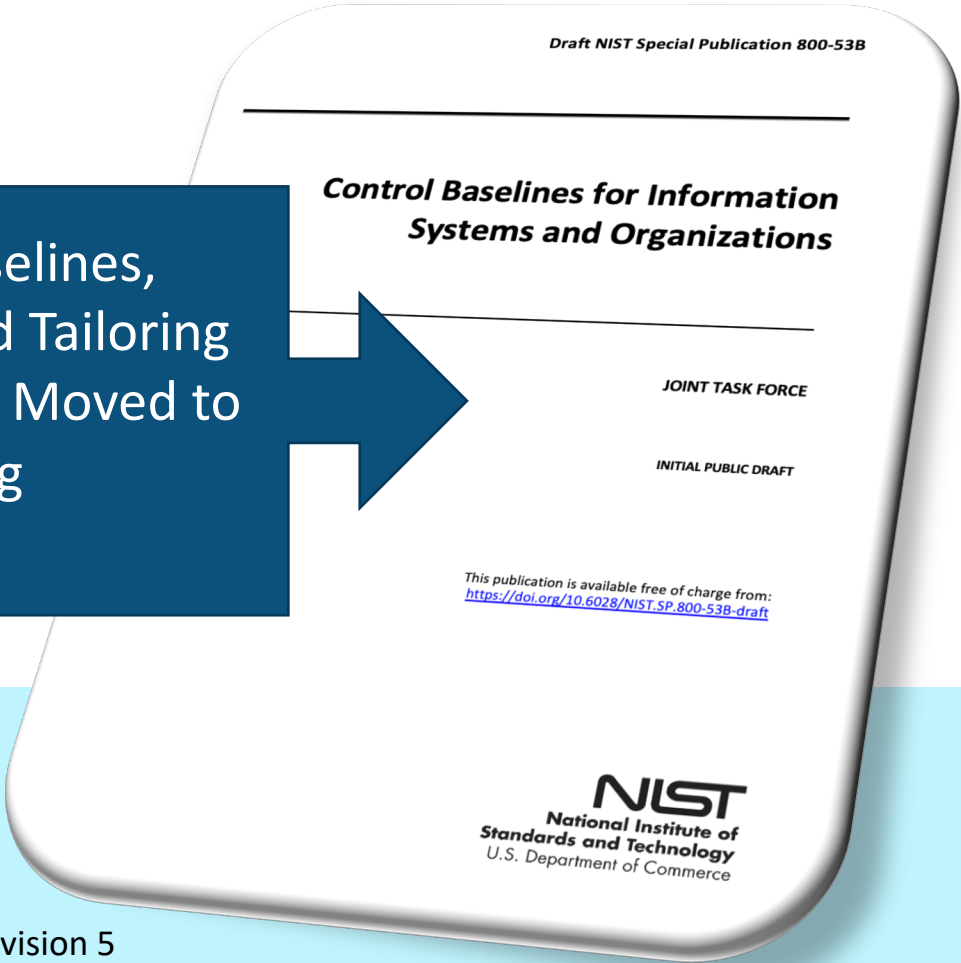 Draft NIST Special Publication 800-53B
Control Baselines for Information
Systems and Organizations
selines,
d Tailoring
Moved to
g
JOINT TASK FORCE
INITIAL PUBLIC DRAFT
This publication is available free of charge from:
https://doi.org/10.6028/NIST.SP.800-53B-draft
NIST
National Institute of
Standards and Technology
U.S. Department of Commerce
vision 5